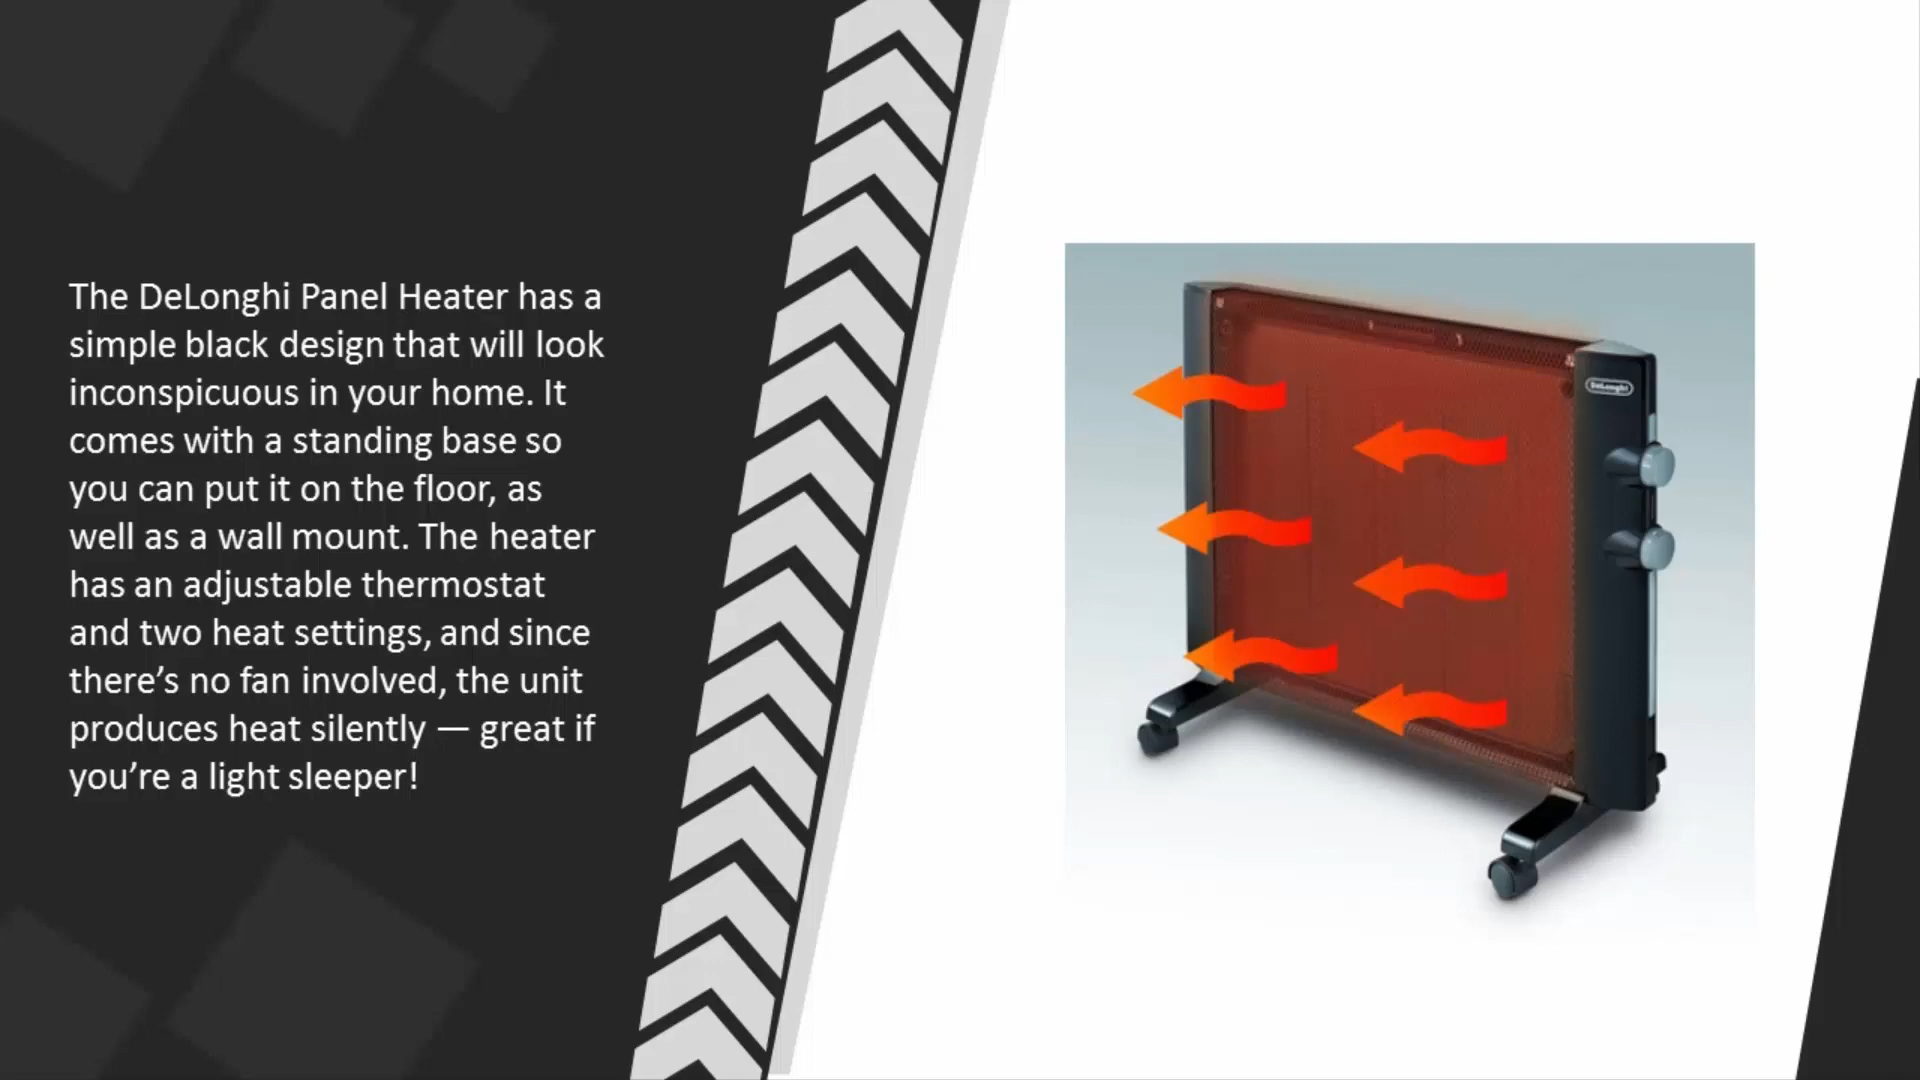 The DeLonghi Panel Heater has a
simple black design that will look
inconspicuous in your home. It
comes with a standing base so
you can put it on the floor, as
well as a wall mount. The heater
has an adjustable thermostat
and two heat settings, and since
there’s no fan involved, the unit
produces heat silently — great if
you’re a light sleeper!
DeLonghi